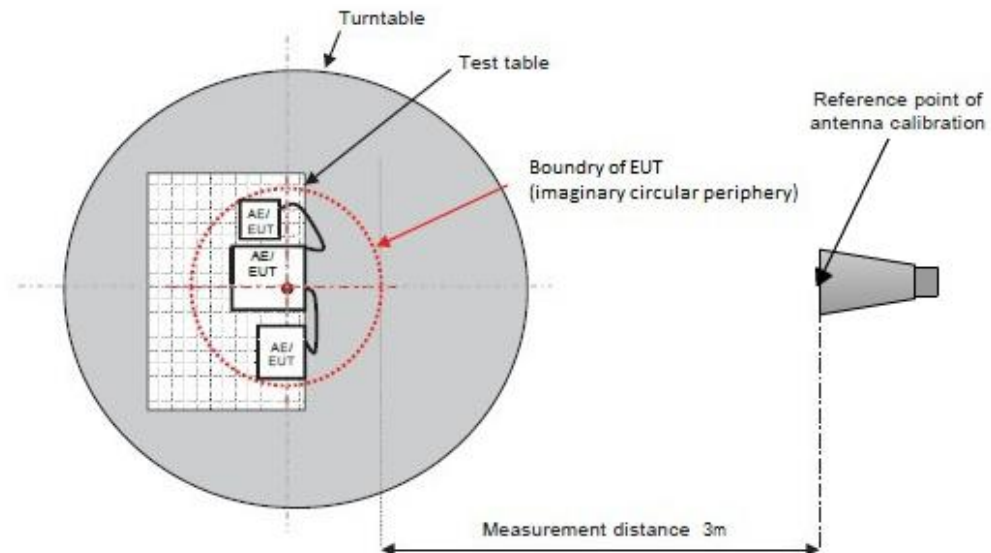 Turntable
Test table
Reference point of
antenna calibration
Boundry of EUT
(imaginary circular periphery)
AE/
EUT
AE/
EUT
AE/
EUT
Measurement distance 3m